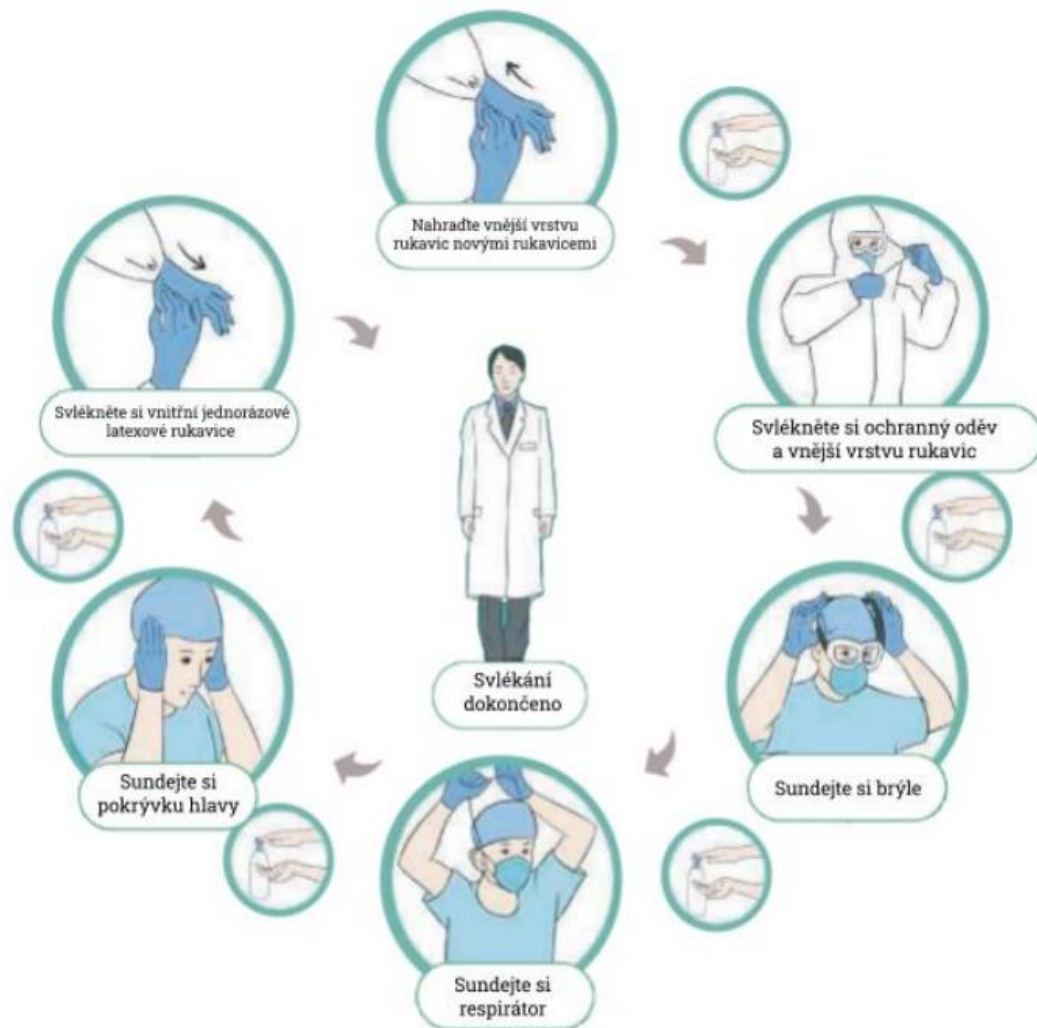 Nahraďte vnější vrstvu
rukavic novými rukavicemi
Svlékněte si ochranný oděv
a vnější vrstvu rukavic
Sundejte si brýle
Sundejte si
respirátor
Sundejte si
pokrývku hlavy
Svlékněte si vnitřní jednorázové
latexové rukavice
Svlékání
dokončeno